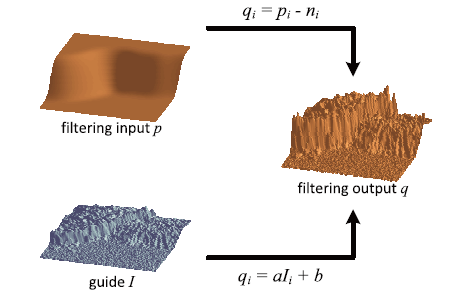 qᵢ = pᵢ - nᵢ
filtering input p
filtering output q
guide I
qᵢ = aIᵢ + b